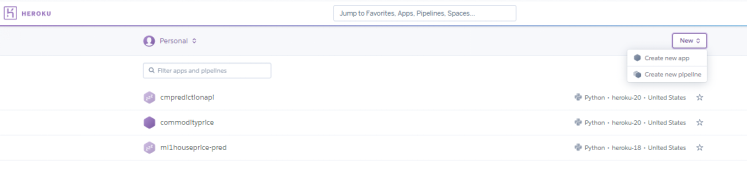 HEROKU
Jump to Favorites, Apps, Pipelines, Spaces...
Personal
New
Create new app
Create new pipeline
Filter apps and pipelines
cmpredictionapi
Python • heroku-20 • United States
commodityprice
Python • heroku-20 • United States
ml1houseprice-pred
Python • heroku-18 • United States